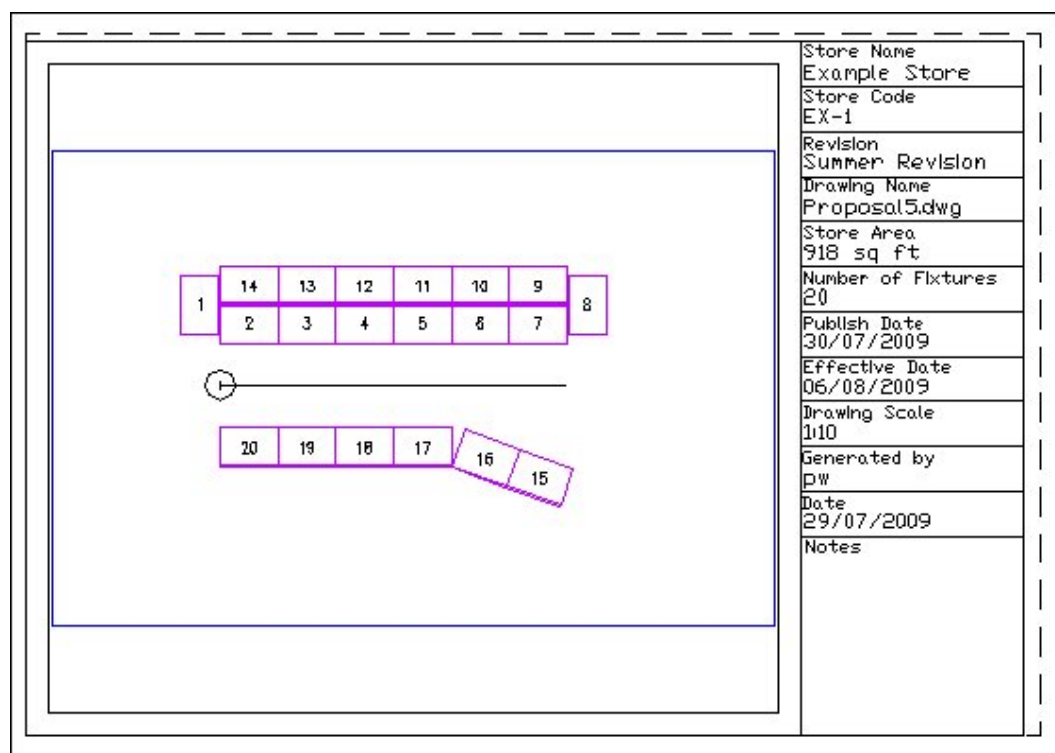 Store Name
Example Store
Store Code
EX-1
Revision
Summer Revision
Drawing Name
Proposal5.dwg
Store Area
918 sq ft
Number of Fixtures
20
Publish Date
30/07/2009
Effective Date
06/08/2009
Drawing Scale
1:10
Generated by
pw
Date
29/07/2009
Notes
14 13 12 11 10 9
1 8
2 3 4 5 6 7
20 19 18 17 16 15